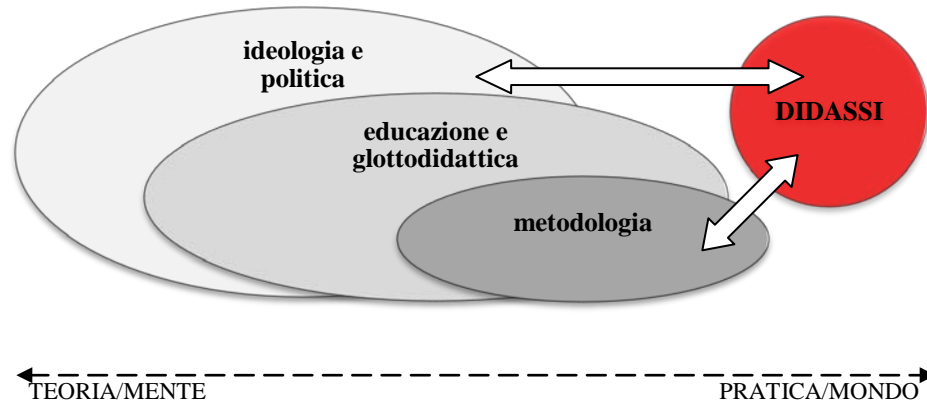 ideologia e
politica
DIDASSI
educazione e
glottodidattica
metodologia
TEORIA/MENTE
PRATICA/MONDO